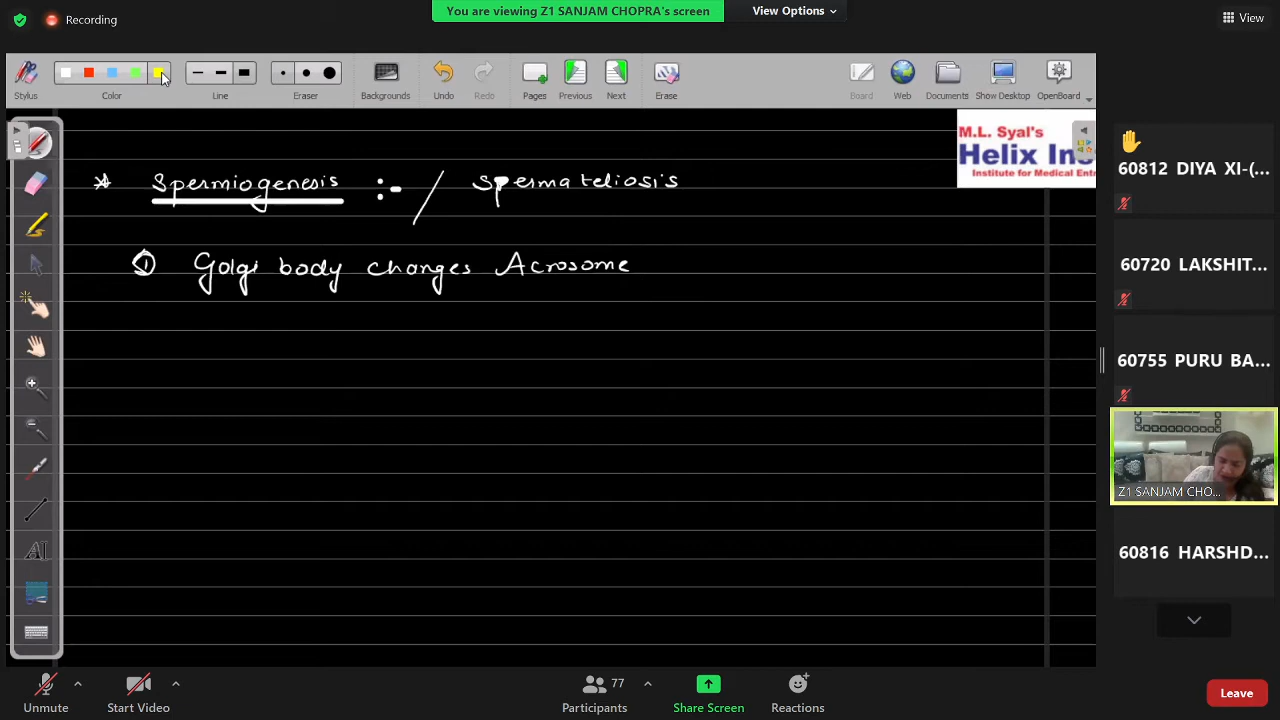 Recording
You are viewing Z1 SANJAM CHOPRA's screen
View Options
View
Stylus
Color
Line
Eraser
Backgrounds
Undo
Redo
Pages
Previous
Next
Erase
Board
Web
Documents
Show Desktop
OpenBoard
M.L. Syal's
Helix Ins
Institute for Medical Entr
* Spermiogenesis :- / Spermateliosis
① Golgi body changes Acrosome
60812 DIYA XI-(...
60720 LAKSHIT...
60755 PURU BA...
Z1 SANJAM CHO...
60816 HARSHD...
AI
Unmute
Start Video
77
Participants
Share Screen
Reactions
Leave